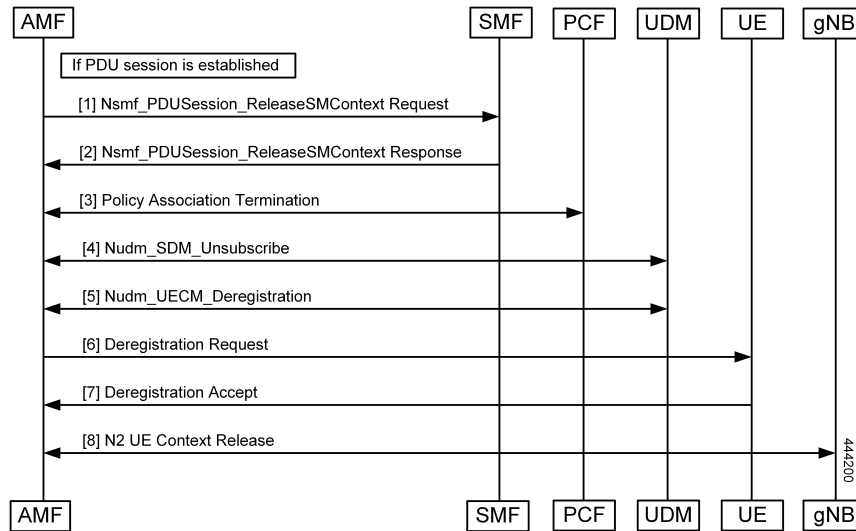 AMF SMF PCF UDM UE gNB
If PDU session is established
[1] Nsmf_PDUSession_ReleaseSMContext Request
[2] Nsmf_PDUSession_ReleaseSMContext Response
[3] Policy Association Termination
[4] Nudm_SDM_Unsubscribe
[5] Nudm_UECM_Deregistration
[6] Deregistration Request
[7] Deregistration Accept
[8] N2 UE Context Release
444200
AMF SMF PCF UDM UE gNB